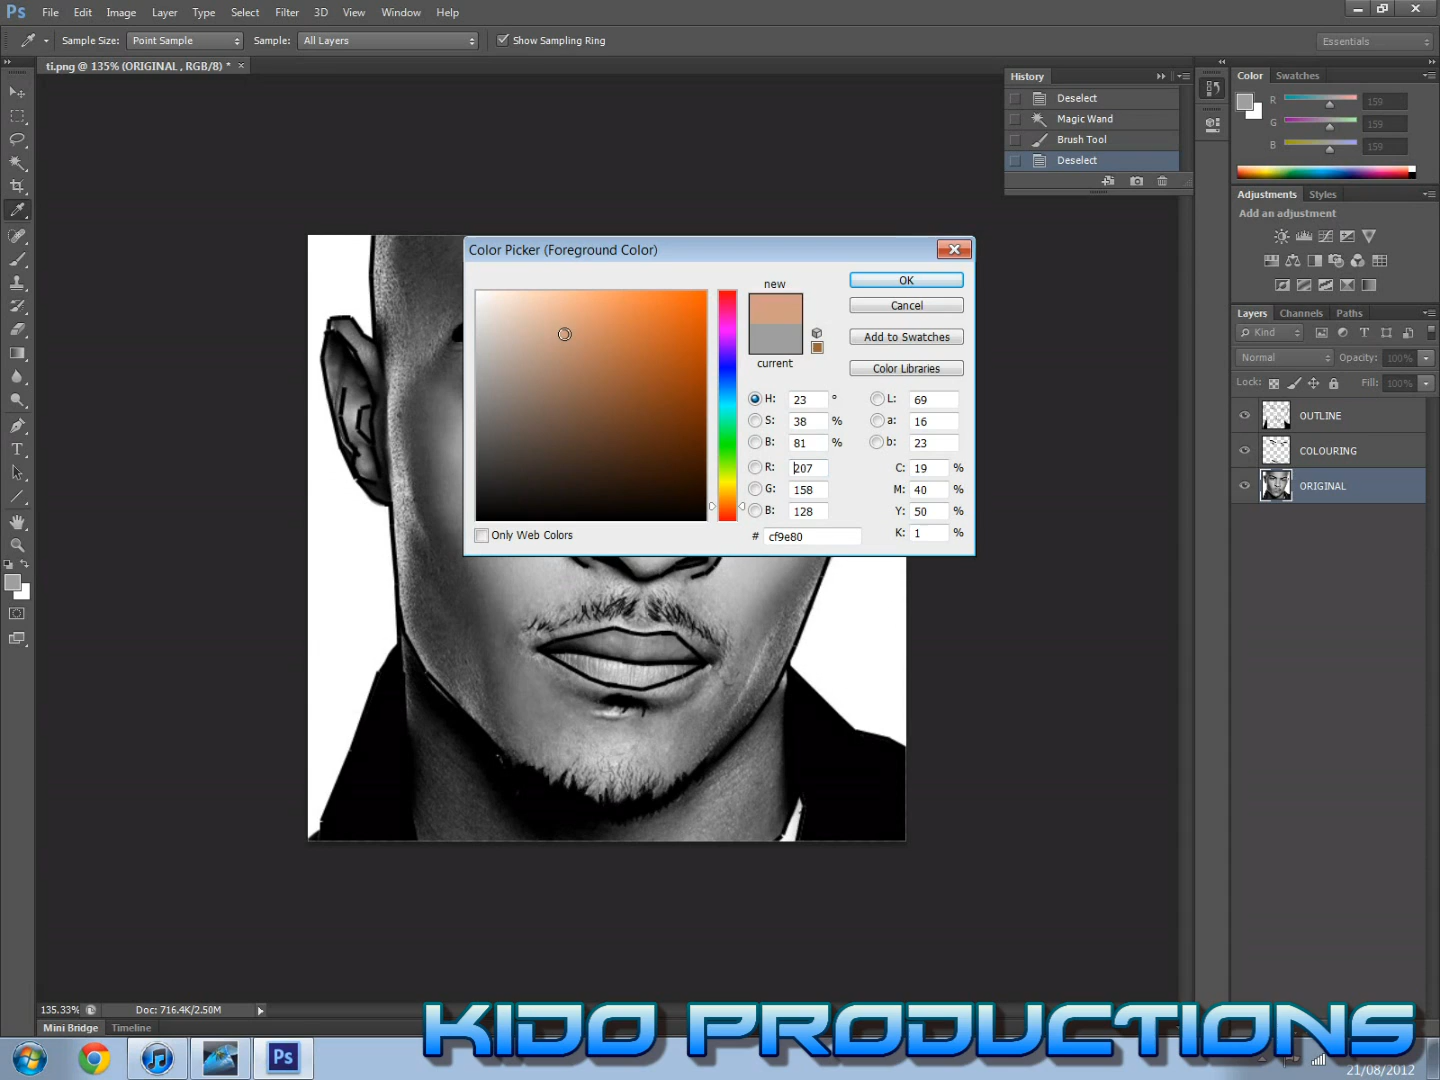 Ps File Edit Image Layer Type Select Filter 3D View Window Help
Sample Size: Point Sample Sample: All Layers Show Sampling Ring Essentials
ti.png @ 135% (ORIGINAL , RGB/8) * ×
History
Deselect
Magic Wand
Brush Tool
Deselect
Color Swatches
R 159
G 159
B 159
Adjustments Styles
Add an adjustment
Layers Channels Paths
Kind
Normal Opacity: 100%
Lock: Fill: 100%
OUTLINE
COLOURING
ORIGINAL
Color Picker (Foreground Color)
new
current
OK
Cancel
Add to Swatches
Color Libraries
H: 23 °
S: 38 %
B: 81 %
R: 207
G: 158
B: 128
# cf9e80
L: 69
a: 16
b: 23
C: 19 %
M: 40 %
Y: 50 %
K: 1 %
Only Web Colors
135.33% Doc: 716.4K/2.50M
Mini Bridge Timeline
KIDO PRODUCTIONS
Ps
21/08/2012